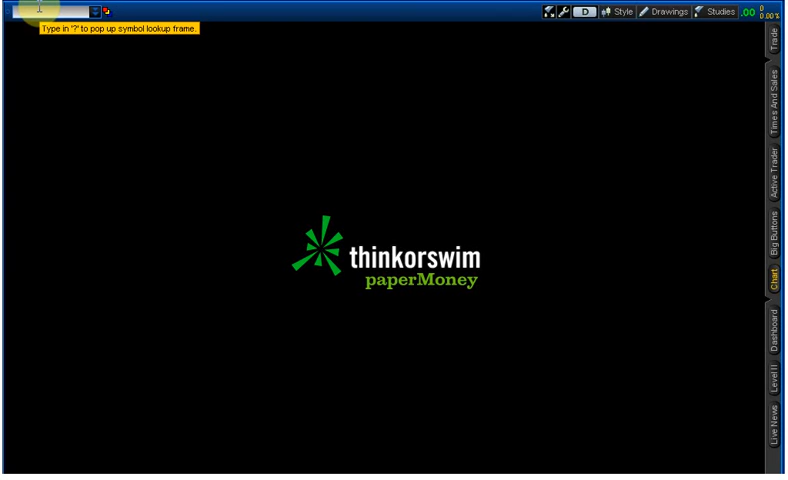 D
Style
Drawings
Studies
.00
0
0.00%
Type in '?' to pop up symbol lookup frame.
thinkorswim
paperMoney
Trade
Times And Sales
Active Trader
Big Buttons
Chart
Dashboard
Level II
Live News